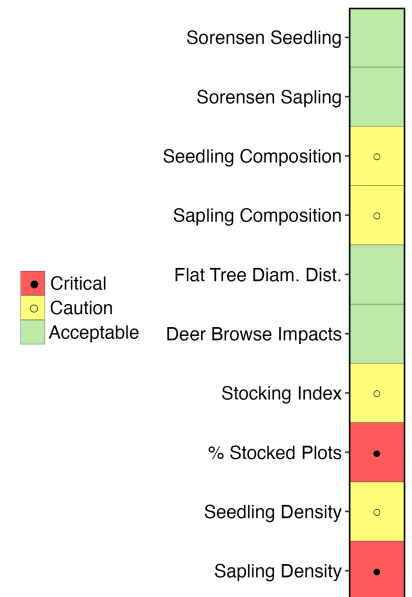 Sorensen Seedling
Sorensen Sapling
Seedling Composition
Sapling Composition
Flat Tree Diam. Dist.
Deer Browse Impacts
Stocking Index
% Stocked Plots
Seedling Density
Sapling Density
Critical
Caution
Acceptable